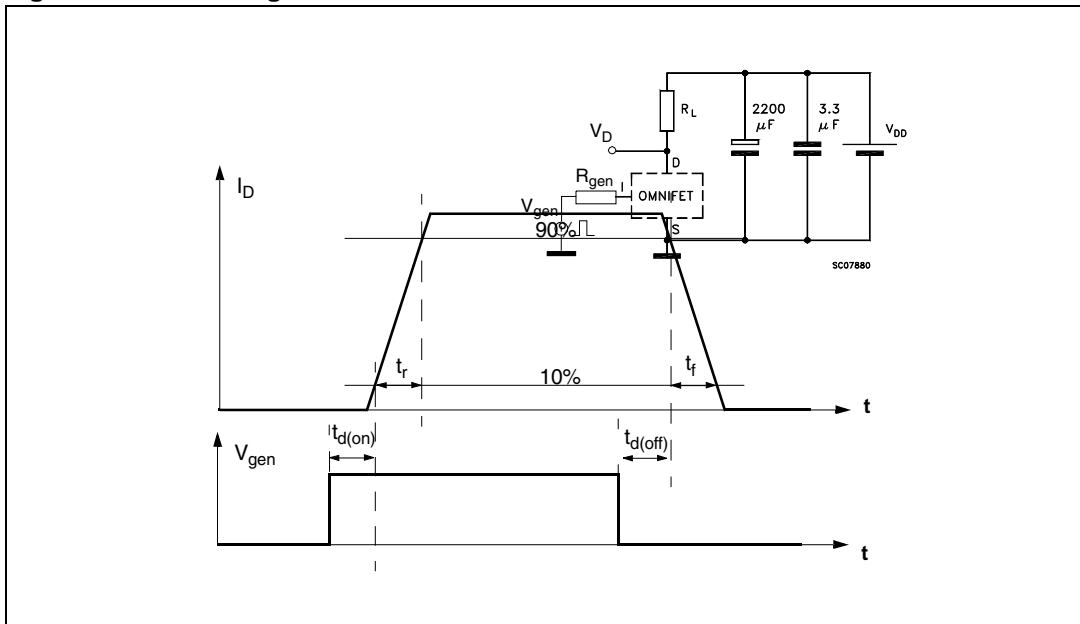 2200
μF
3.3
μF
R_L
V_DD
V_D
D
R_gen
I
OMNIFET
I_D
V_gen
90%
S
SC07880
t_r
10%
t_f
t
t_d(on)
t_d(off)
V_gen
t